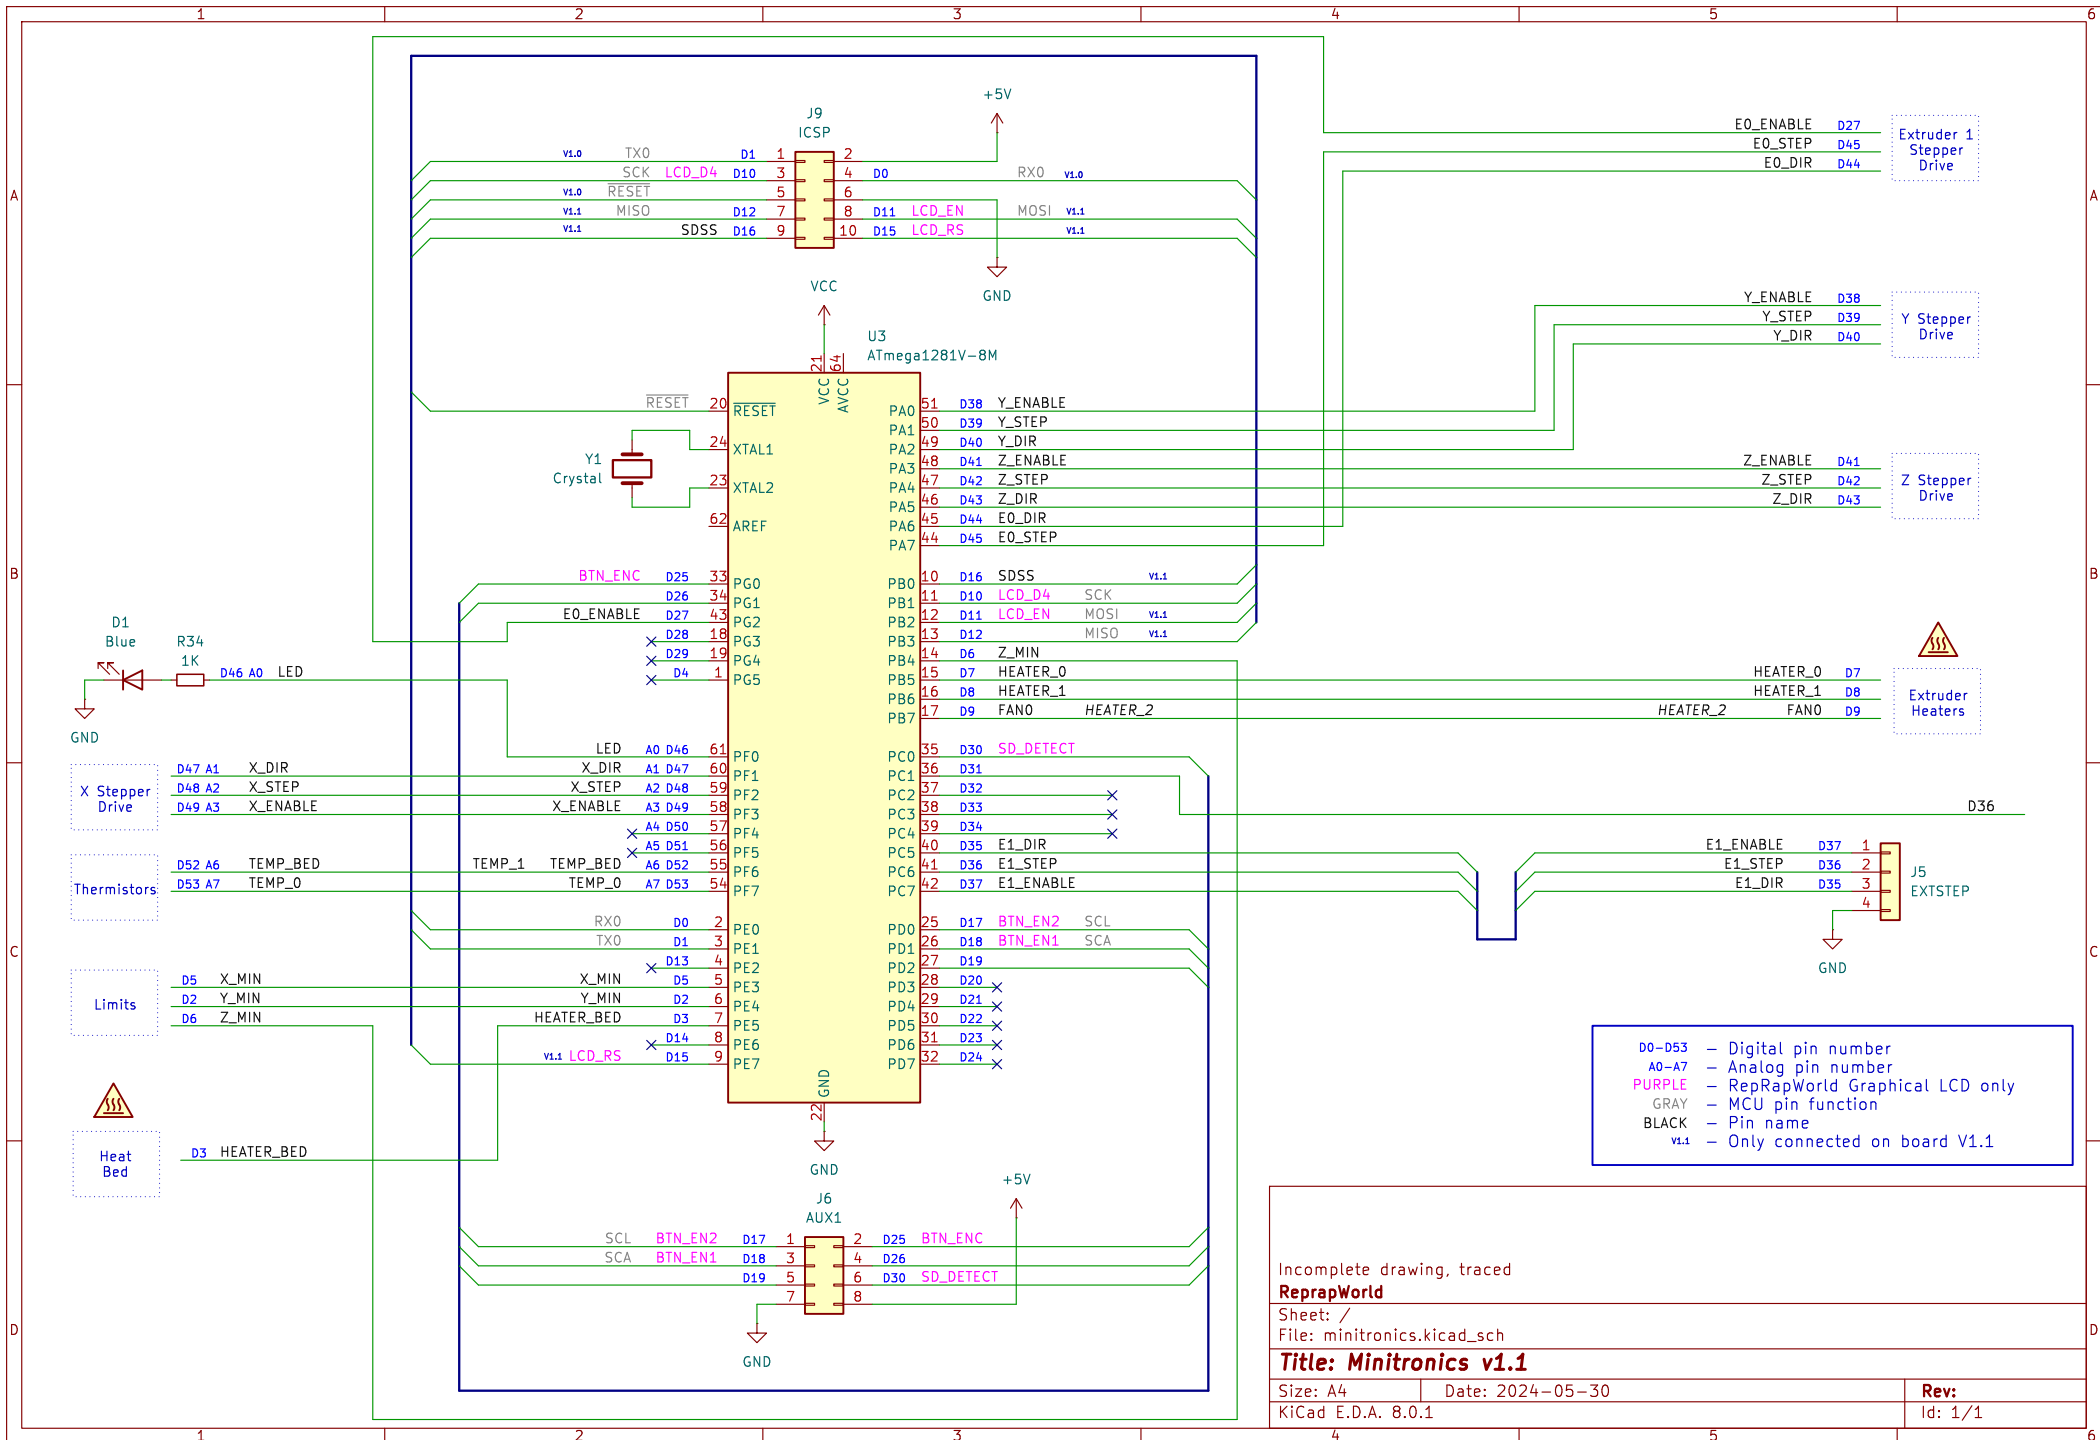 1 2 3 4 5 6
+5V
J9
ICSP
V1.0 TX0 D1 1 2
SCK LCD_D4 D10 3 4 D0 RX0 V1.0
V1.0 RESET 5 6
V1.1 MISO D12 7 8 D11 LCD_EN MOSI V1.1
V1.1 SDSS D16 9 10 D15 LCD_RS V1.1
GND
E0_ENABLE D27
E0_STEP D45
E0_DIR D44
Extruder 1
Stepper
Drive
A A
VCC
U3
ATmega1281V-8M
21 64
VCC AVCC
Y_ENABLE D38
Y_STEP D39
Y_DIR D40
Y Stepper
Drive
RESET 20 RESET
24 XTAL1
Y1
Crystal
23 XTAL2
62 AREF
PA0 51 D38 Y_ENABLE
PA1 50 D39 Y_STEP
PA2 49 D40 Y_DIR
PA3 48 D41 Z_ENABLE
PA4 47 D42 Z_STEP
PA5 46 D43 Z_DIR
PA6 45 D44 E0_DIR
PA7 44 D45 E0_STEP
Z_ENABLE D41
Z_STEP D42
Z_DIR D43
Z Stepper
Drive
B B
BTN_ENC D25 33 PG0
D26 34 PG1
E0_ENABLE D27 43 PG2
D28 18 PG3
D29 19 PG4
D4 1 PG5
PB0 10 D16 SDSS V1.1
PB1 11 D10 LCD_D4 SCK
PB2 12 D11 LCD_EN MOSI V1.1
PB3 13 D12 MISO V1.1
PB4 14 D6 Z_MIN
PB5 15 D7 HEATER_0
PB6 16 D8 HEATER_1
PB7 17 D9 FAN0 HEATER_2
HEATER_0 D7
HEATER_1 D8
HEATER_2 FAN0 D9
Extruder
Heaters
D1
Blue
R34
1K
D46 A0 LED
GND
LED A0 D46 61 PF0
X_DIR A1 D47 60 PF1
X_STEP A2 D48 59 PF2
X_ENABLE A3 D49 58 PF3
A4 D50 57 PF4
A5 D51 56 PF5
TEMP_1 TEMP_BED A6 D52 55 PF6
TEMP_0 A7 D53 54 PF7
D47 A1 X_DIR
D48 A2 X_STEP
D49 A3 X_ENABLE
X Stepper
Drive
D52 A6 TEMP_BED
D53 A7 TEMP_0
Thermistors
PC0 35 D30 SD_DETECT
PC1 36 D31
PC2 37 D32
PC3 38 D33
PC4 39 D34
PC5 40 D35 E1_DIR
PC6 41 D36 E1_STEP
PC7 42 D37 E1_ENABLE
D36
E1_ENABLE D37 1
E1_STEP D36 2
E1_DIR D35 3
4
J5
EXTSTEP
GND
C C
RX0 D0 2 PE0
TX0 D1 3 PE1
D13 4 PE2
X_MIN D5 5 PE3
Y_MIN D2 6 PE4
HEATER_BED D3 7 PE5
D14 8 PE6
V1.1 LCD_RS D15 9 PE7
PD0 25 D17 BTN_EN2 SCL
PD1 26 D18 BTN_EN1 SCA
PD2 27 D19
PD3 28 D20
PD4 29 D21
PD5 30 D22
PD6 31 D23
PD7 32 D24
D5 X_MIN
D2 Y_MIN
D6 Z_MIN
Limits
GND
22
GND
D3 HEATER_BED
Heat
Bed
D0-D53 – Digital pin number
A0-A7 – Analog pin number
PURPLE – RepRapWorld Graphical LCD only
GRAY – MCU pin function
BLACK – Pin name
V1.1 – Only connected on board V1.1
+5V
J6
AUX1
SCL BTN_EN2 D17 1 2 D25 BTN_ENC
SCA BTN_EN1 D18 3 4 D26
D19 5 6 D30 SD_DETECT
7 8
GND
D D
Incomplete drawing, traced
ReprapWorld
Sheet: /
File: minitronics.kicad_sch
Title: Minitronics v1.1
Size: A4 Date: 2024-05-30 Rev:
KiCad E.D.A. 8.0.1 Id: 1/1
1 2 3 4 5 6